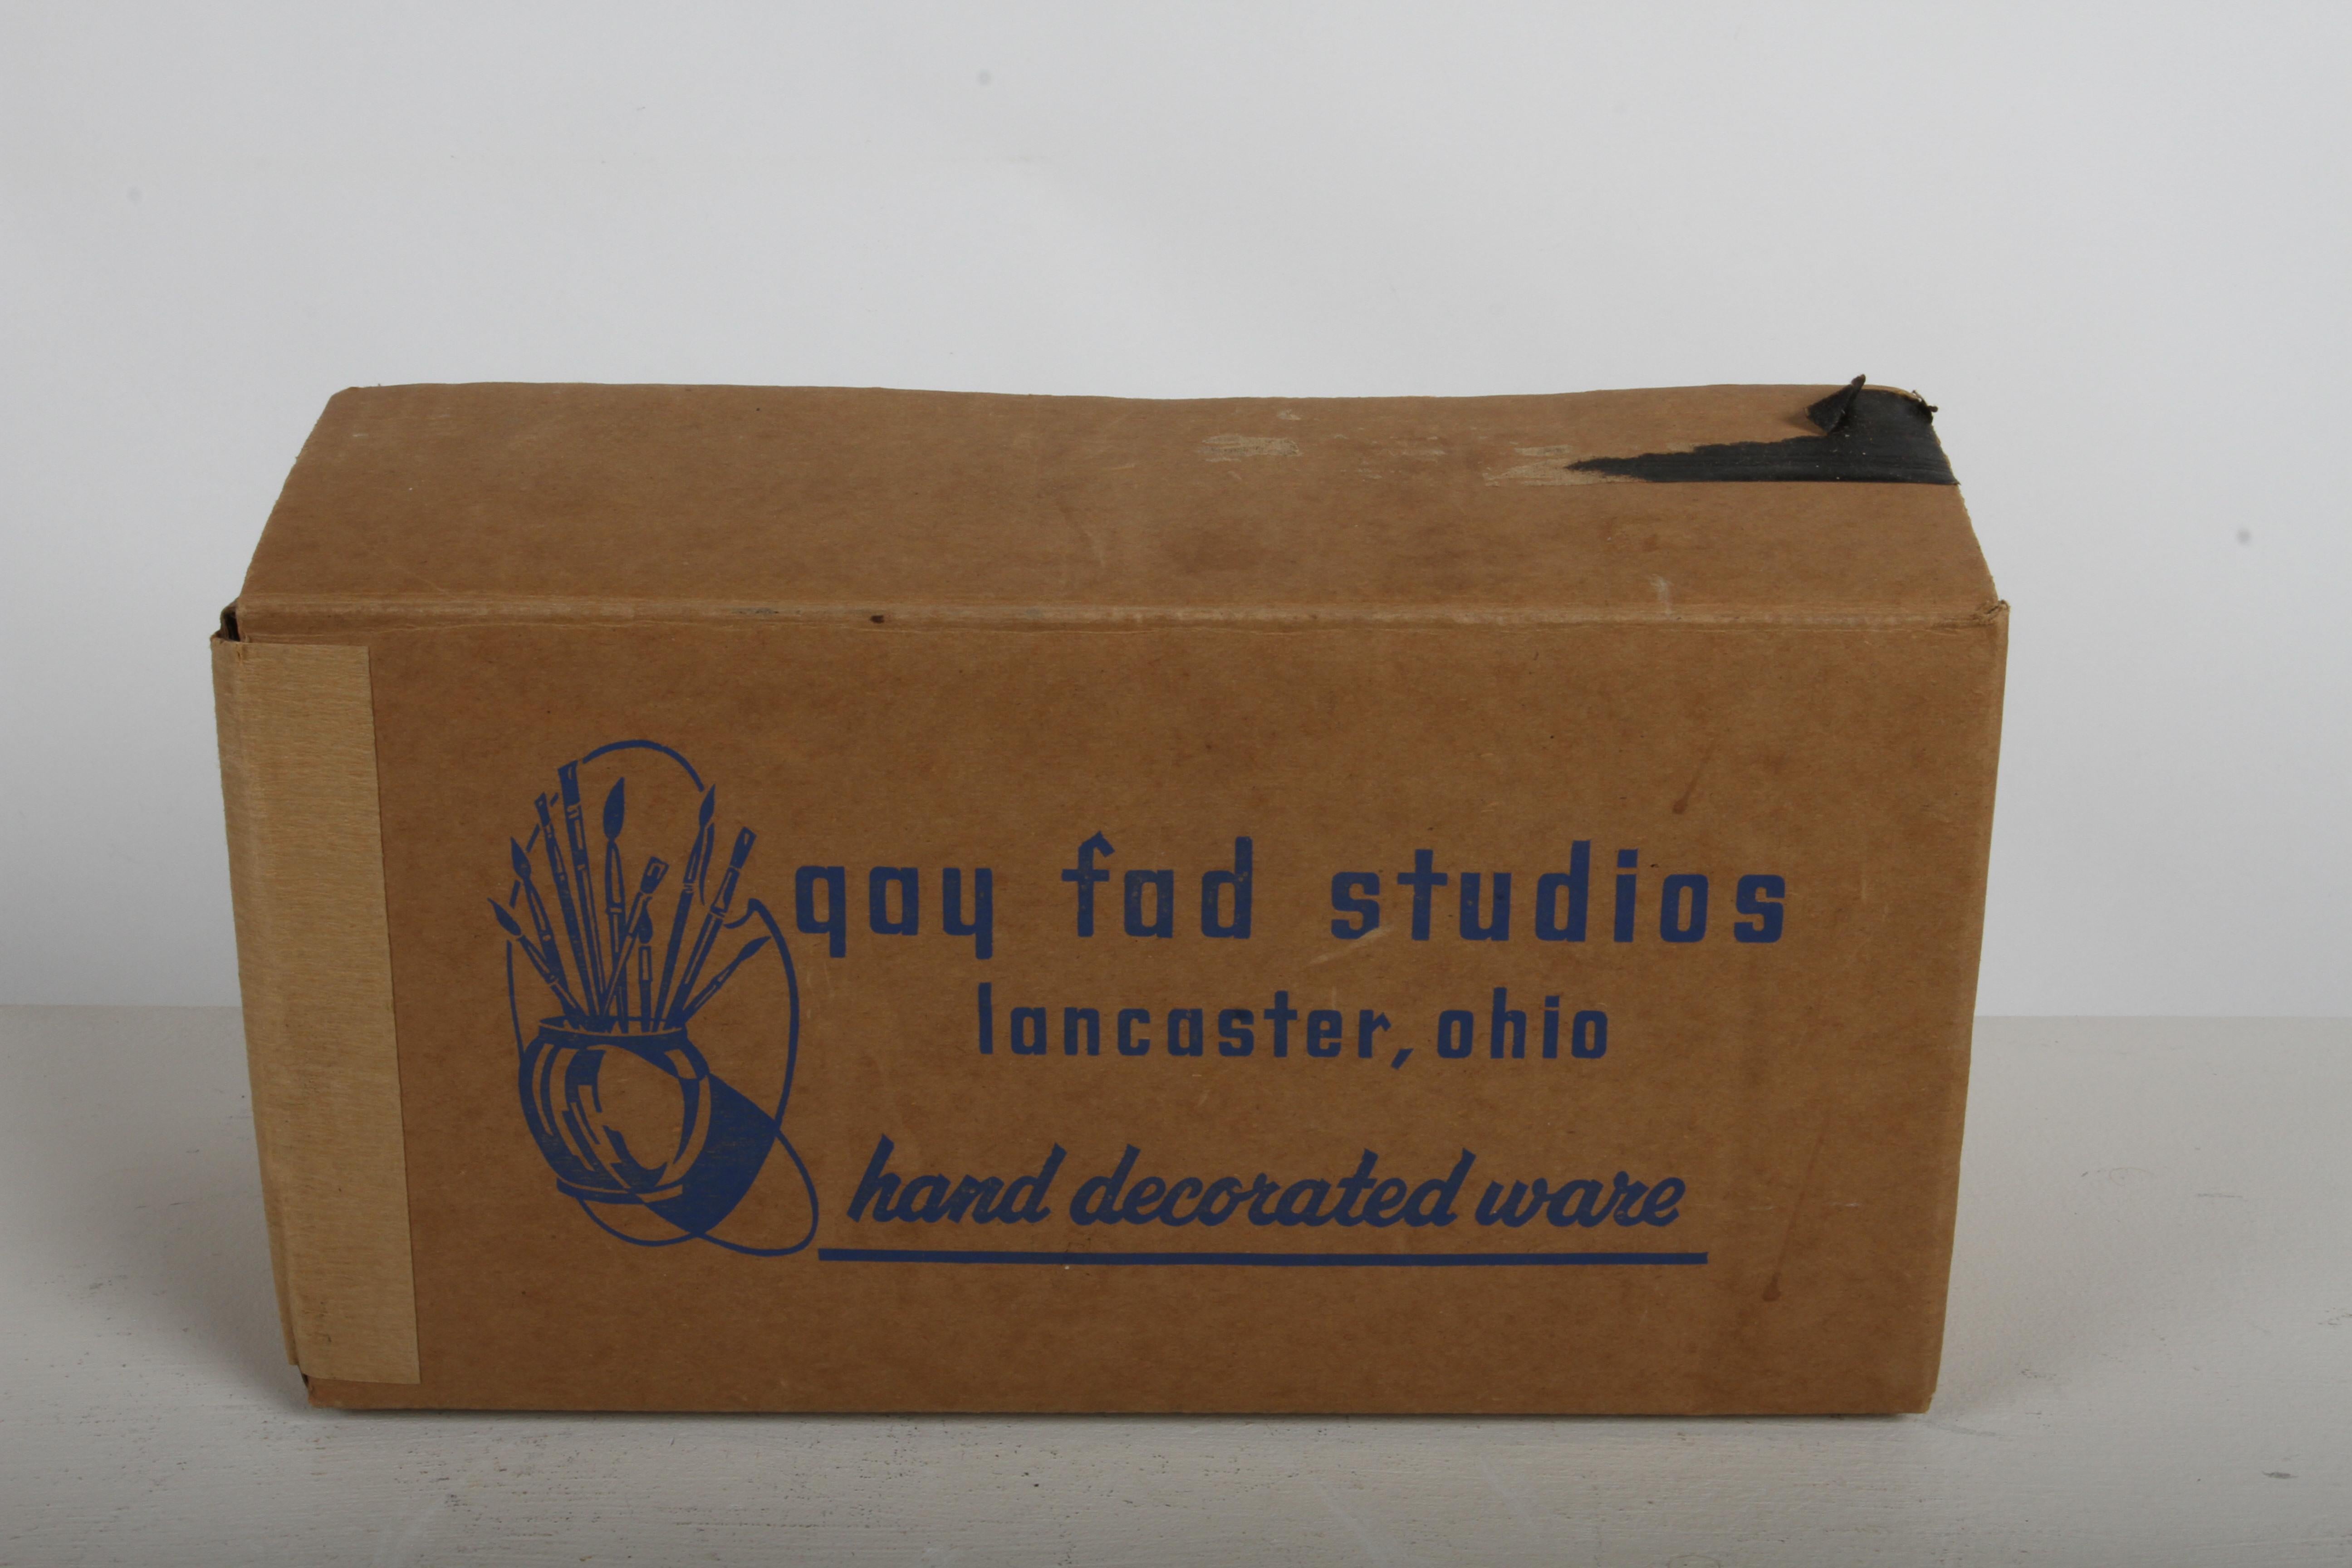 gay fad studios
lancaster, ohio
hand decorated ware